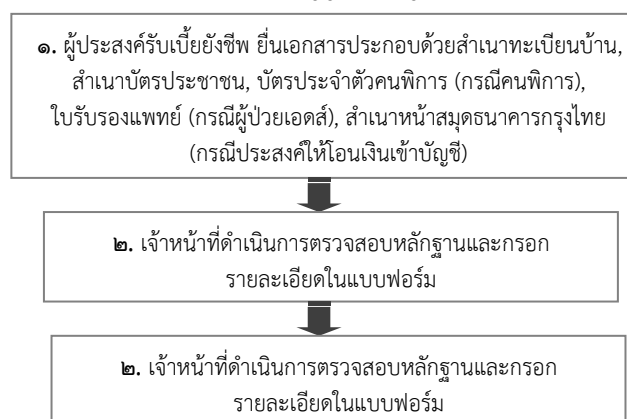 ๑. ผู้ประสงค์รับเบี้ยยังชีพ ยื่นเอกสารประกอบด้วยสำเนาทะเบียนบ้าน,
สำเนาบัตรประชาชน, บัตรประจำตัวคนพิการ (กรณีคนพิการ),
ใบรับรองแพทย์ (กรณีผู้ป่วยเอดส์), สำเนาหน้าสมุดธนาคารกรุงไทย
(กรณีประสงค์ให้โอนเงินเข้าบัญชี)
๒. เจ้าหน้าที่ดำเนินการตรวจสอบหลักฐานและกรอก
รายละเอียดในแบบฟอร์ม
๒. เจ้าหน้าที่ดำเนินการตรวจสอบหลักฐานและกรอก
รายละเอียดในแบบฟอร์ม